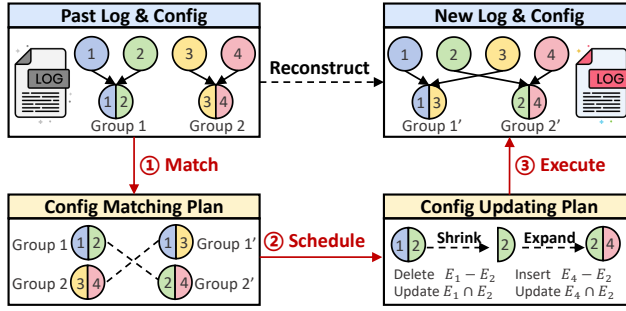 Past Log & Config
1 2 3 4
LOG
1 2
3 4
Group 1 Group 2
Reconstruct
New Log & Config
1 2 3 4
1 3
2 4
LOG
Group 1′ Group 2′
① Match
③ Execute
Config Matching Plan
Group 1 1 2 1 3 Group 1′
Group 2 3 4 2 4 Group 2′
② Schedule
Config Updating Plan
1 2 Shrink 2 Expand 2 4
Delete E₁ − E₂ Insert E₄ − E₂
Update E₁ ∩ E₂ Update E₄ ∩ E₂